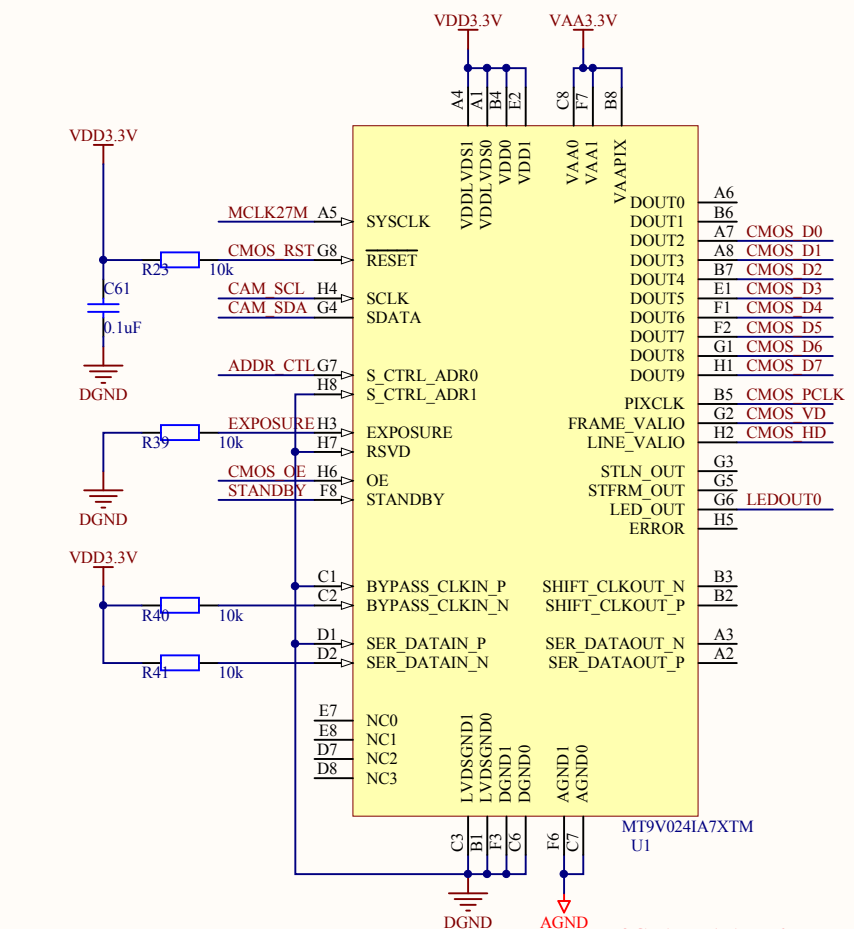 VDD3.3V VAA3.3V
A4 A1 B4 E2 C8 F7 B8
VDDLVDS1 VDDLVDS0 VDD0 VDD1 VAA0 VAA1 VAAPIX
VDD3.3V
MCLK27M A5 SYSCLK
R23 10k CMOS_RST G8 RESET
C61
0.1uF
DGND
CAM_SCL H4 SCLK
CAM_SDA G4 SDATA
ADDR_CTL G7 S_CTRL_ADR0
H8 S_CTRL_ADR1
R39 10k EXPOSURE H3 EXPOSURE
H7 RSVD
DGND
CMOS_OE H6 OE
STANDBY F8 STANDBY
VDD3.3V
C1 BYPASS_CLKIN_P
R40 10k C2 BYPASS_CLKIN_N
D1 SER_DATAIN_P
R41 10k D2 SER_DATAIN_N
E7 NC0
E8 NC1
D7 NC2
D8 NC3
DOUT0 A6
DOUT1 B6
DOUT2 A7 CMOS_D0
DOUT3 A8 CMOS_D1
DOUT4 B7 CMOS_D2
DOUT5 E1 CMOS_D3
DOUT6 F1 CMOS_D4
DOUT7 F2 CMOS_D5
DOUT8 G1 CMOS_D6
DOUT9 H1 CMOS_D7
PIXCLK B5 CMOS_PCLK
FRAME_VALIO G2 CMOS_VD
LINE_VALIO H2 CMOS_HD
STLN_OUT G3
STFRM_OUT G5
LED_OUT G6 LEDOUT0
ERROR H5
SHIFT_CLKOUT_N B3
SHIFT_CLKOUT_P B2
SER_DATAOUT_N A3
SER_DATAOUT_P A2
LVDSGND1 LVDSGND0 DGND1 DGND0 AGND1 AGND0
C3 B1 F3 C6 F6 C7
MT9V024IA7XTM
U1
DGND AGND